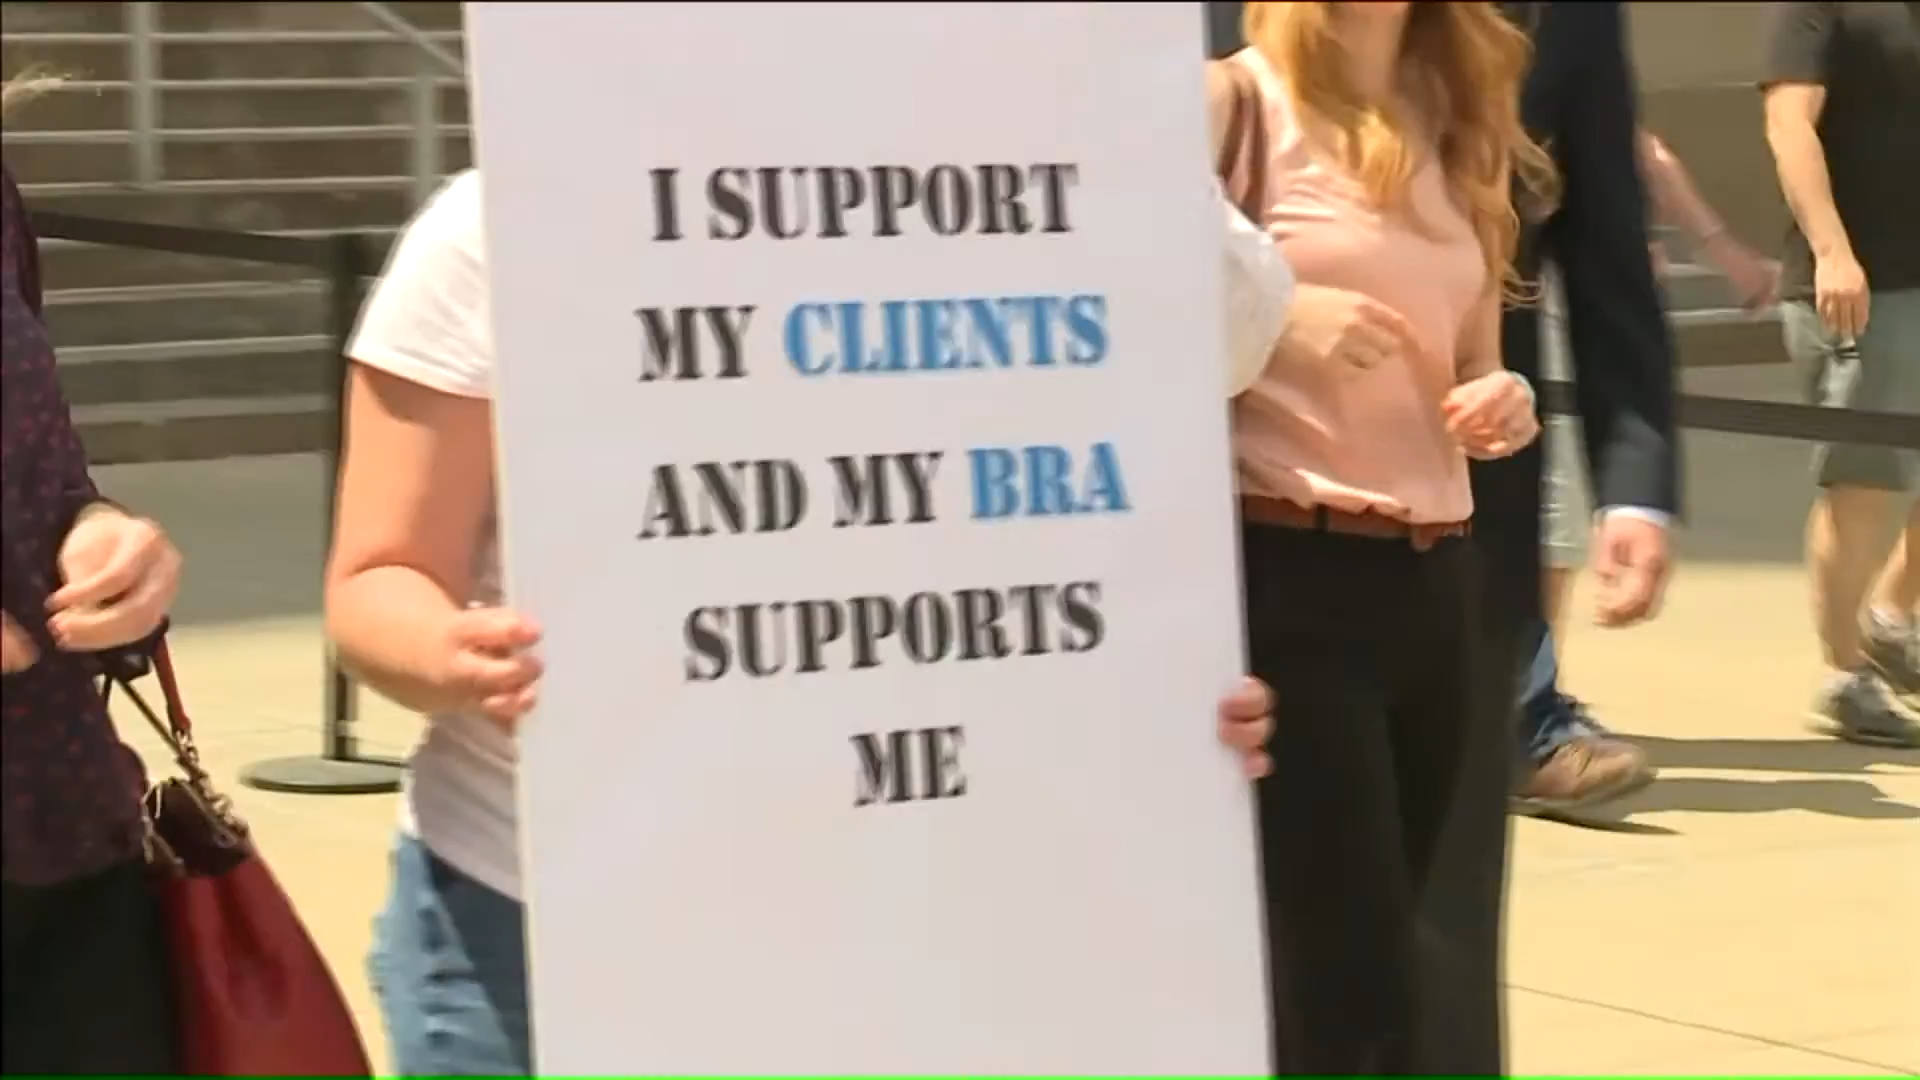 I SUPPORT
MY CLIENTS
AND MY BRA
SUPPORTS
ME